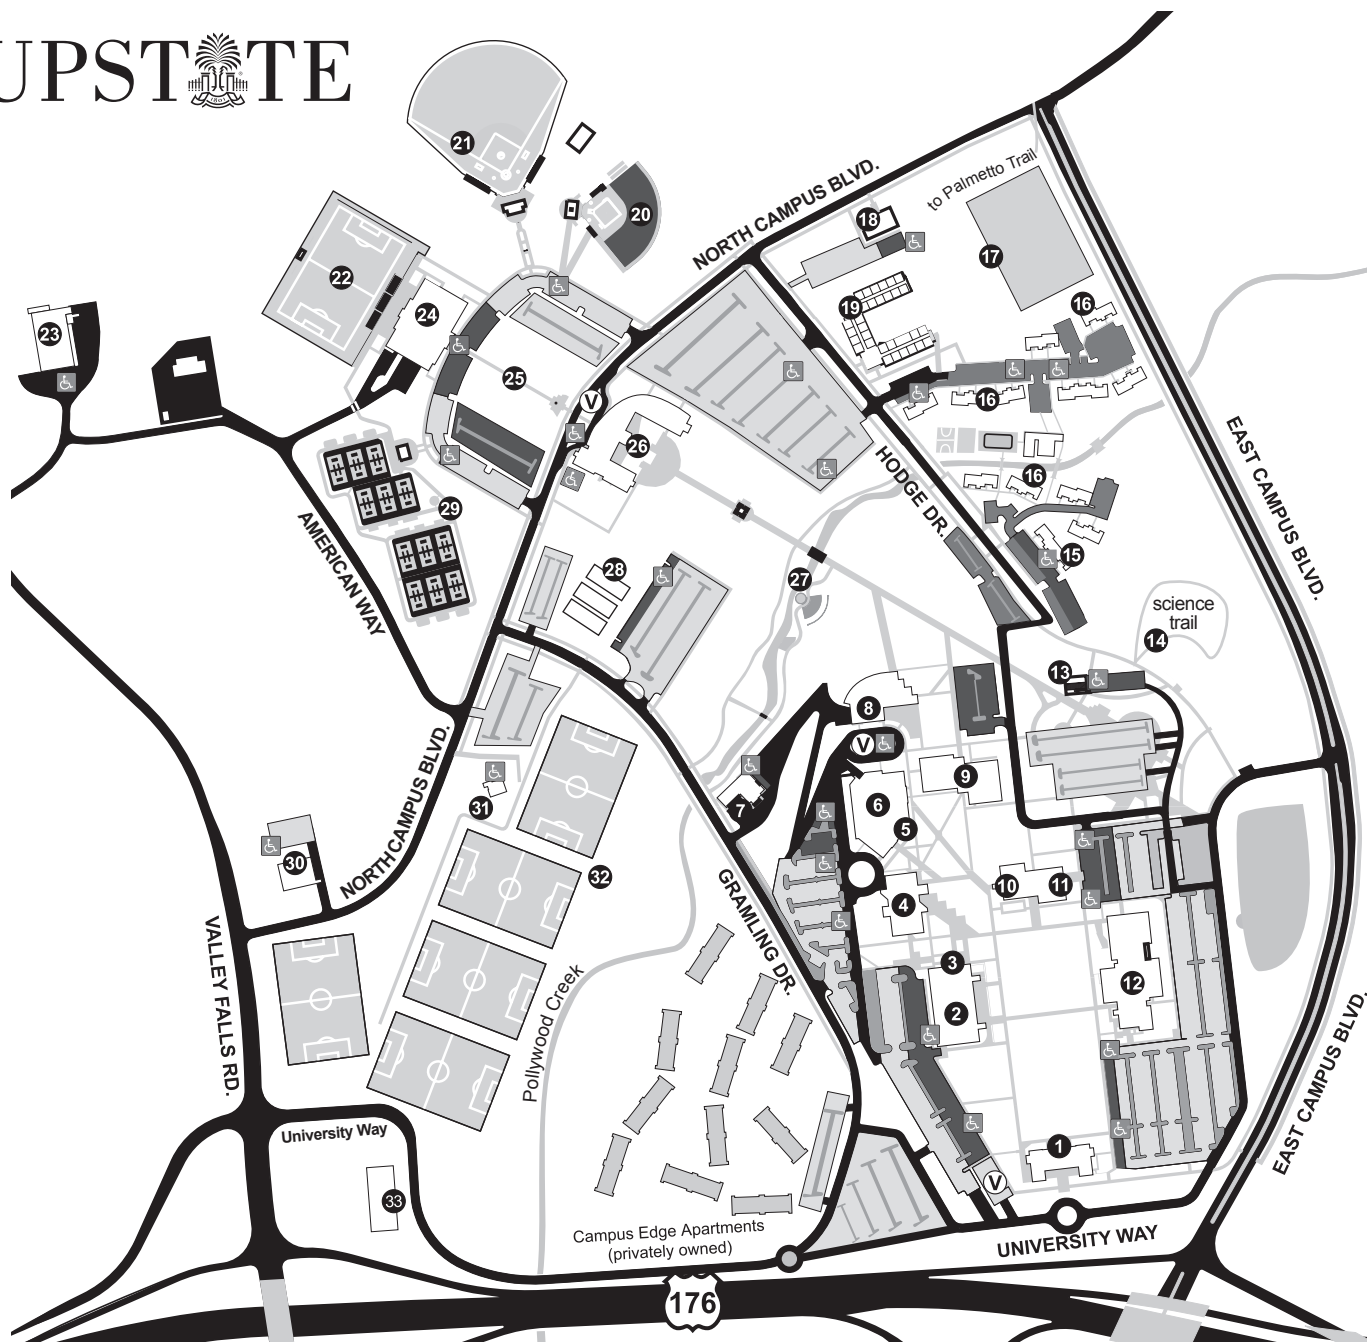 UPSTATE
1801
21
20
NORTH CAMPUS BLVD.
to Palmetto Trail
18
17
22
19
16
23
24
25
V
16
26
HODGE DR.
EAST CAMPUS BLVD.
16
29
AMERICAN WAY
28
27
15
science
trail
14
13
8
V
9
NORTH CAMPUS BLVD.
31
7
6
5
30
32
GRAMLING DR.
10
11
4
VALLEY FALLS RD.
3
2
12
Pollywood Creek
EAST CAMPUS BLVD.
University Way
1
V
33
Campus Edge Apartments
(privately owned)
UNIVERSITY WAY
176